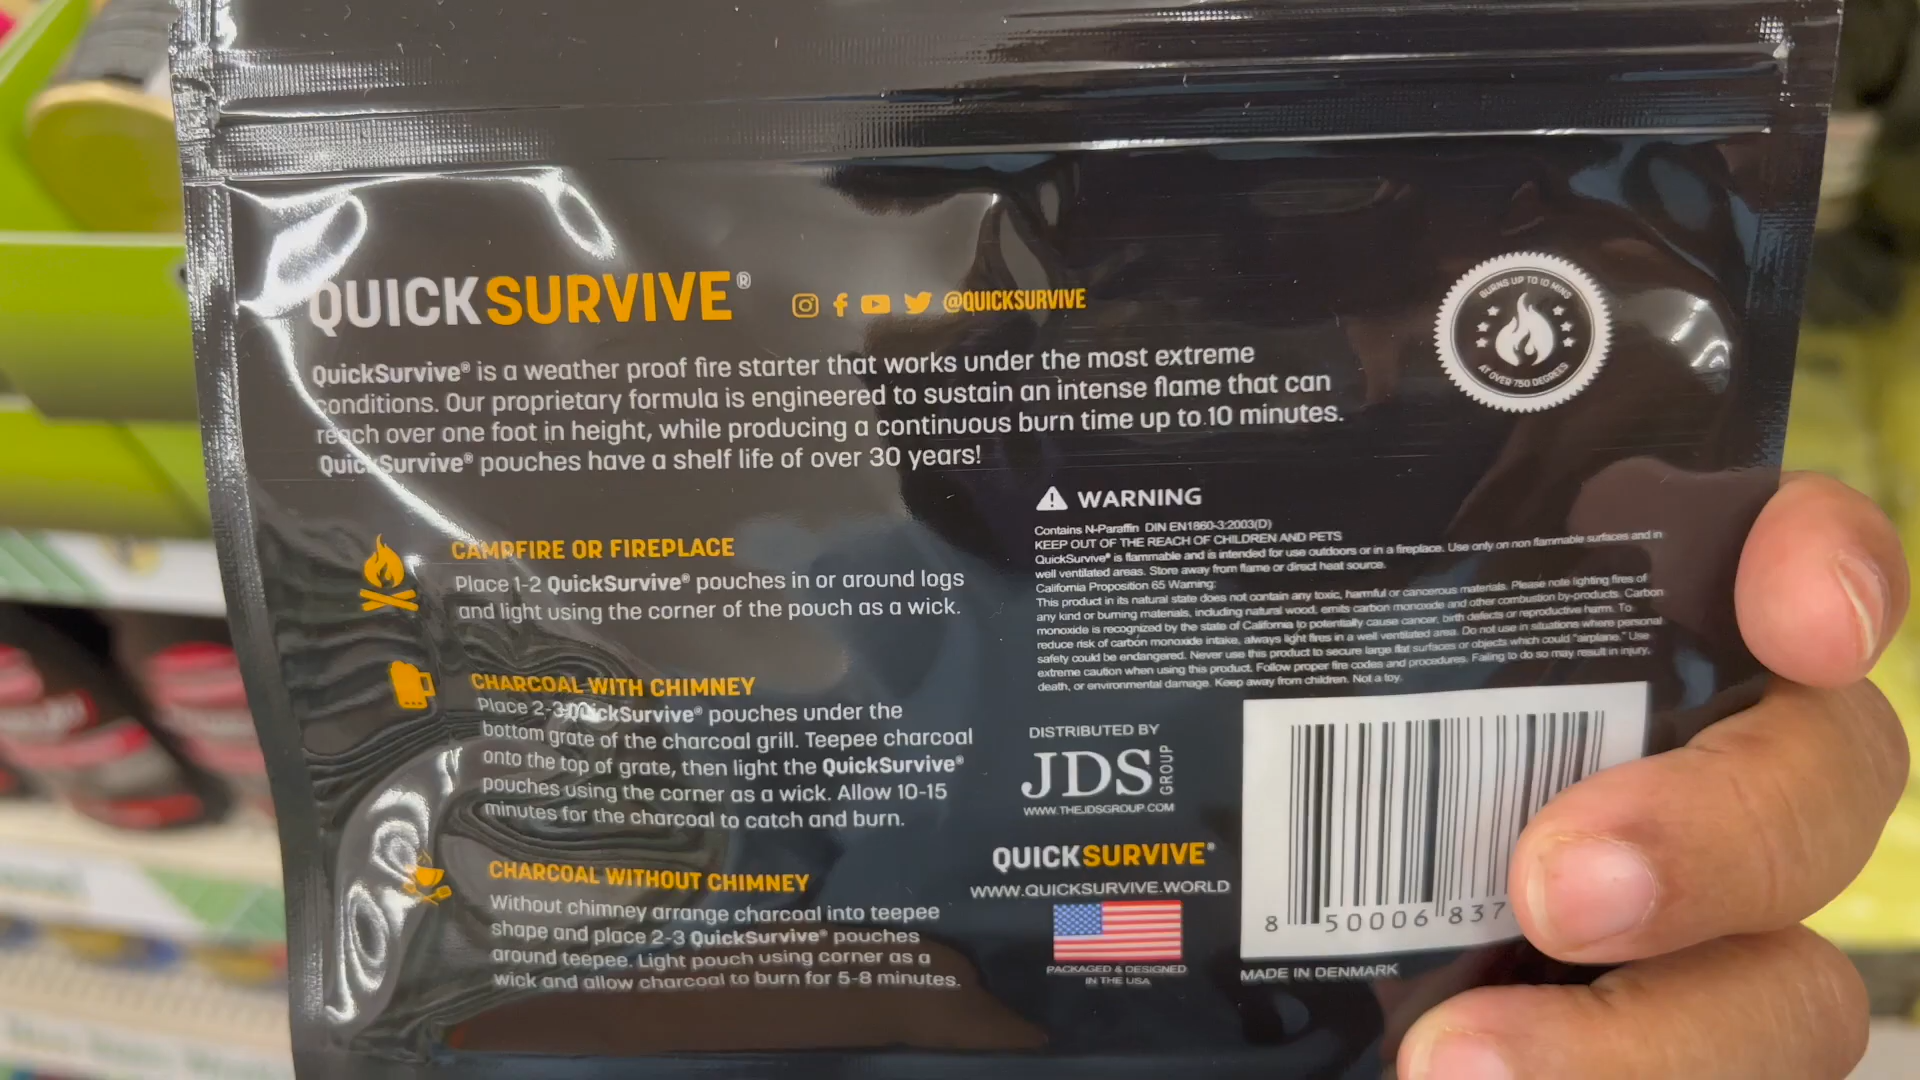 QUICKSURVIVE®
@QUICKSURVIVE
BURNS UP TO 10 MINS
AT OVER 750 DEGREES
QuickSurvive® is a weather proof fire starter that works under the most extreme
conditions. Our proprietary formula is engineered to sustain an intense flame that can
reach over one foot in height, while producing a continuous burn time up to 10 minutes.
QuickSurvive® pouches have a shelf life of over 30 years!
CAMPFIRE OR FIREPLACE
Place 1-2 QuickSurvive® pouches in or around logs
and light using the corner of the pouch as a wick.
CHARCOAL WITH CHIMNEY
Place 2-3 QuickSurvive® pouches under the
bottom grate of the charcoal grill. Teepee charcoal
onto the top of grate, then light the QuickSurvive®
pouches using the corner as a wick. Allow 10-15
minutes for the charcoal to catch and burn.
CHARCOAL WITHOUT CHIMNEY
Without chimney arrange charcoal into teepee
shape and place 2-3 QuickSurvive® pouches
around teepee. Light pouch using corner as a
wick and allow charcoal to burn for 5-8 minutes.
WARNING
Contains N-Paraffin DIN EN1860-3:2003(D)
KEEP OUT OF THE REACH OF CHILDREN AND PETS
QuickSurvive® is flammable and is intended for use outdoors or in a fireplace. Use only on non flammable surfaces and in
well ventilated areas. Store away from flame or direct heat source.
California Proposition 65 Warning:
This product in its natural state does not contain any toxic, harmful or cancerous materials. Please note lighting fires of
any kind or burning materials, including natural wood, emits carbon monoxide and other combustion by-products. Carbon
monoxide is recognized by the state of California to potentially cause cancer, birth defects or reproductive harm. To
reduce risk of carbon monoxide intake, always light fires in a well ventilated area. Do not use in situations where personal
safety could be endangered. Never use this product to secure large flat surfaces or objects which could "airplane." Use
extreme caution when using this product. Follow proper fire codes and procedures. Failing to do so may result in injury,
death, or environmental damage. Keep away from children. Not a toy.
DISTRIBUTED BY
JDS GROUP
WWW.THEJDSGROUP.COM
QUICKSURVIVE®
WWW.QUICKSURVIVE.WORLD
PACKAGED & DESIGNED
IN THE USA
8 50006 837
MADE IN DENMARK